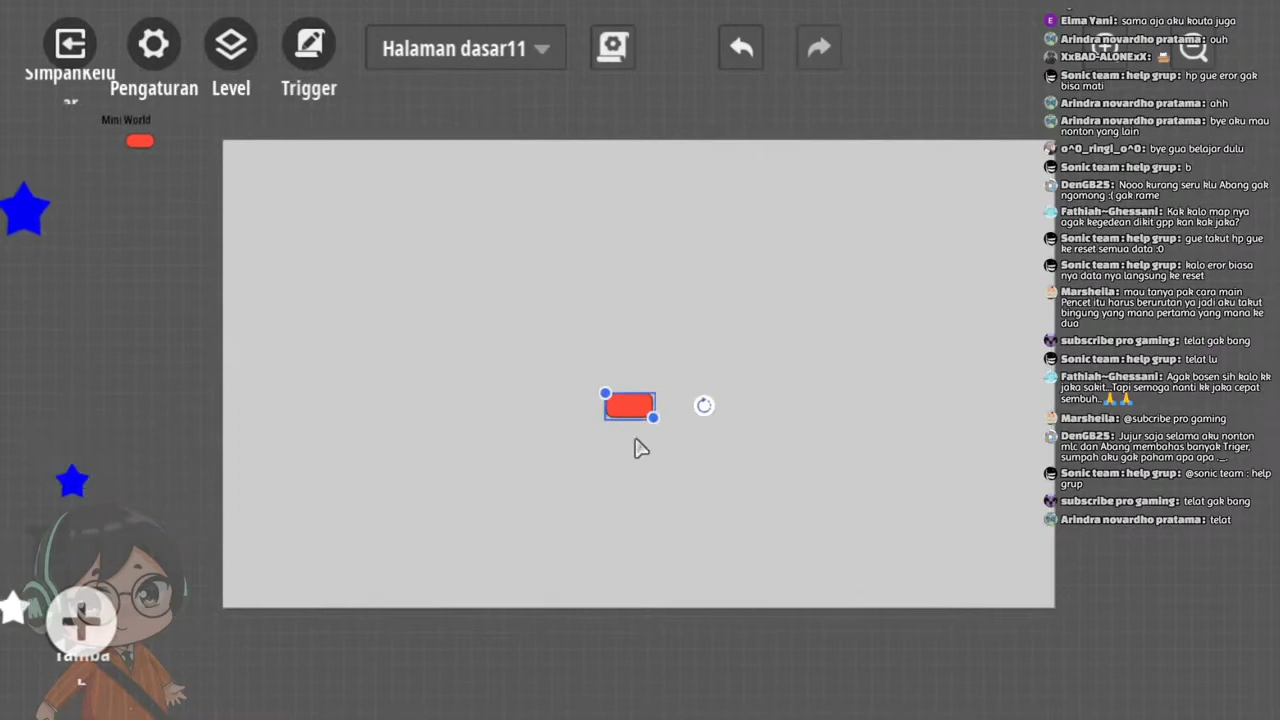 SimpanKelu
ar
Pengaturan
Level
Trigger
Halaman dasar11
Mini World
Tamba
Elma Yani: sama aja aku kouta juga
Arindra novardho pratama: ouh
XxBAD-ALONExX:
Sonic team : help grup: hp gue eror gak
bisa mati
Arindra novardho pratama: ahh
Arindra novardho pratama: bye aku mau
nonton yang lain
o^0_ringi_o^0: bye gua belajar dulu
Sonic team : help grup: b
DenGB2S: Nooo kurang seru klu Abang gak
ngomong :( gak rame
Fathiah~Ghessani: Kak kalo map nya
agak kegedean dikit gpp kan kak jaka?
Sonic team : help grup: gue takut hp gue
ke reset semua data :0
Sonic team : help grup: kalo eror biasa
nya data nya langsung ke reset
Marsheila: mau tanya pak cara main
Pencet itu harus berurutan ya jadi aku takut
bingung yang mana pertama yang mana ke
dua
subscribe pro gaming: telat gak bang
Sonic team : help grup: telat lu
Fathiah~Ghessani: Agak bosen sih kalo kk
jaka sakit...Tapi semoga nanti kk jaka cepat
sembuh..🙏🙏
Marsheila: @subcribe pro gaming
DenGB2S: Jujur saja selama aku nonton
mlc dan Abang membahas banyak Triger,
sumpah aku gak paham apa apa ._.
Sonic team : help grup: @sonic team : help
grup
subscribe pro gaming: telat gak bang
Arindra novardho pratama: telat